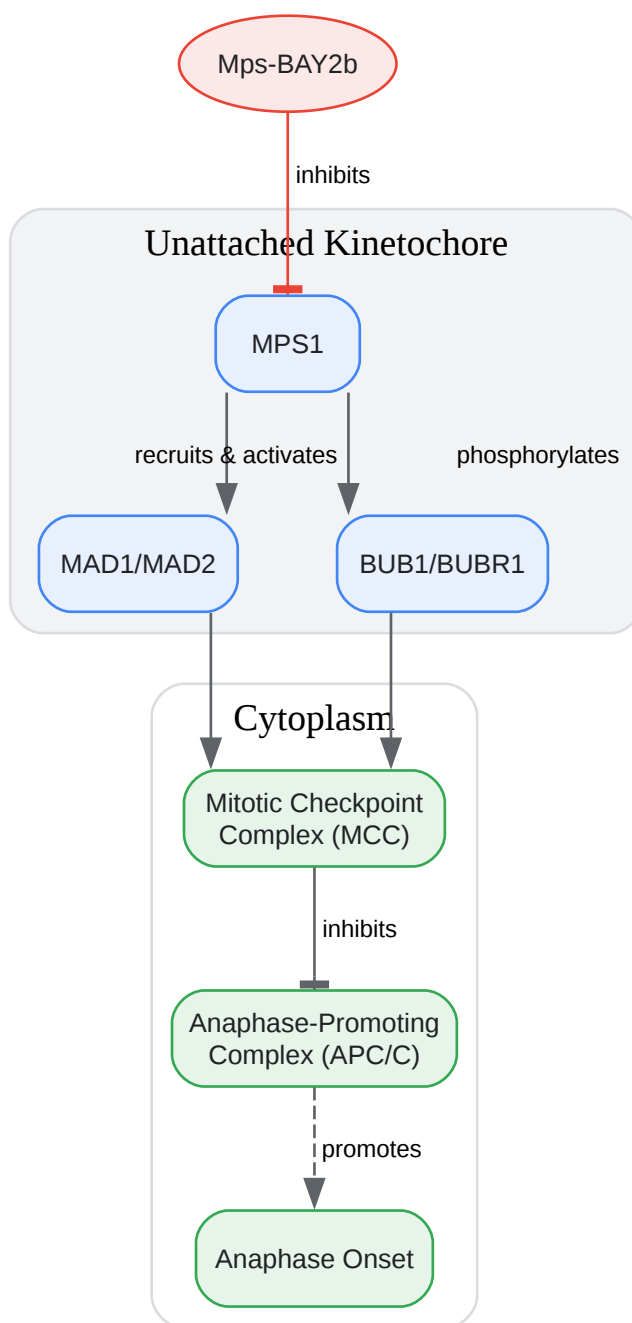 Mps-BAY2b
inhibits
Unattached Kinetochore
MPS1
recruits & activates
phosphorylates
MAD1/MAD2
BUB1/BUBR1
Cytoplasm
Mitotic Checkpoint
Complex (MCC)
inhibits
Anaphase-Promoting
Complex (APC/C)
promotes
Anaphase Onset